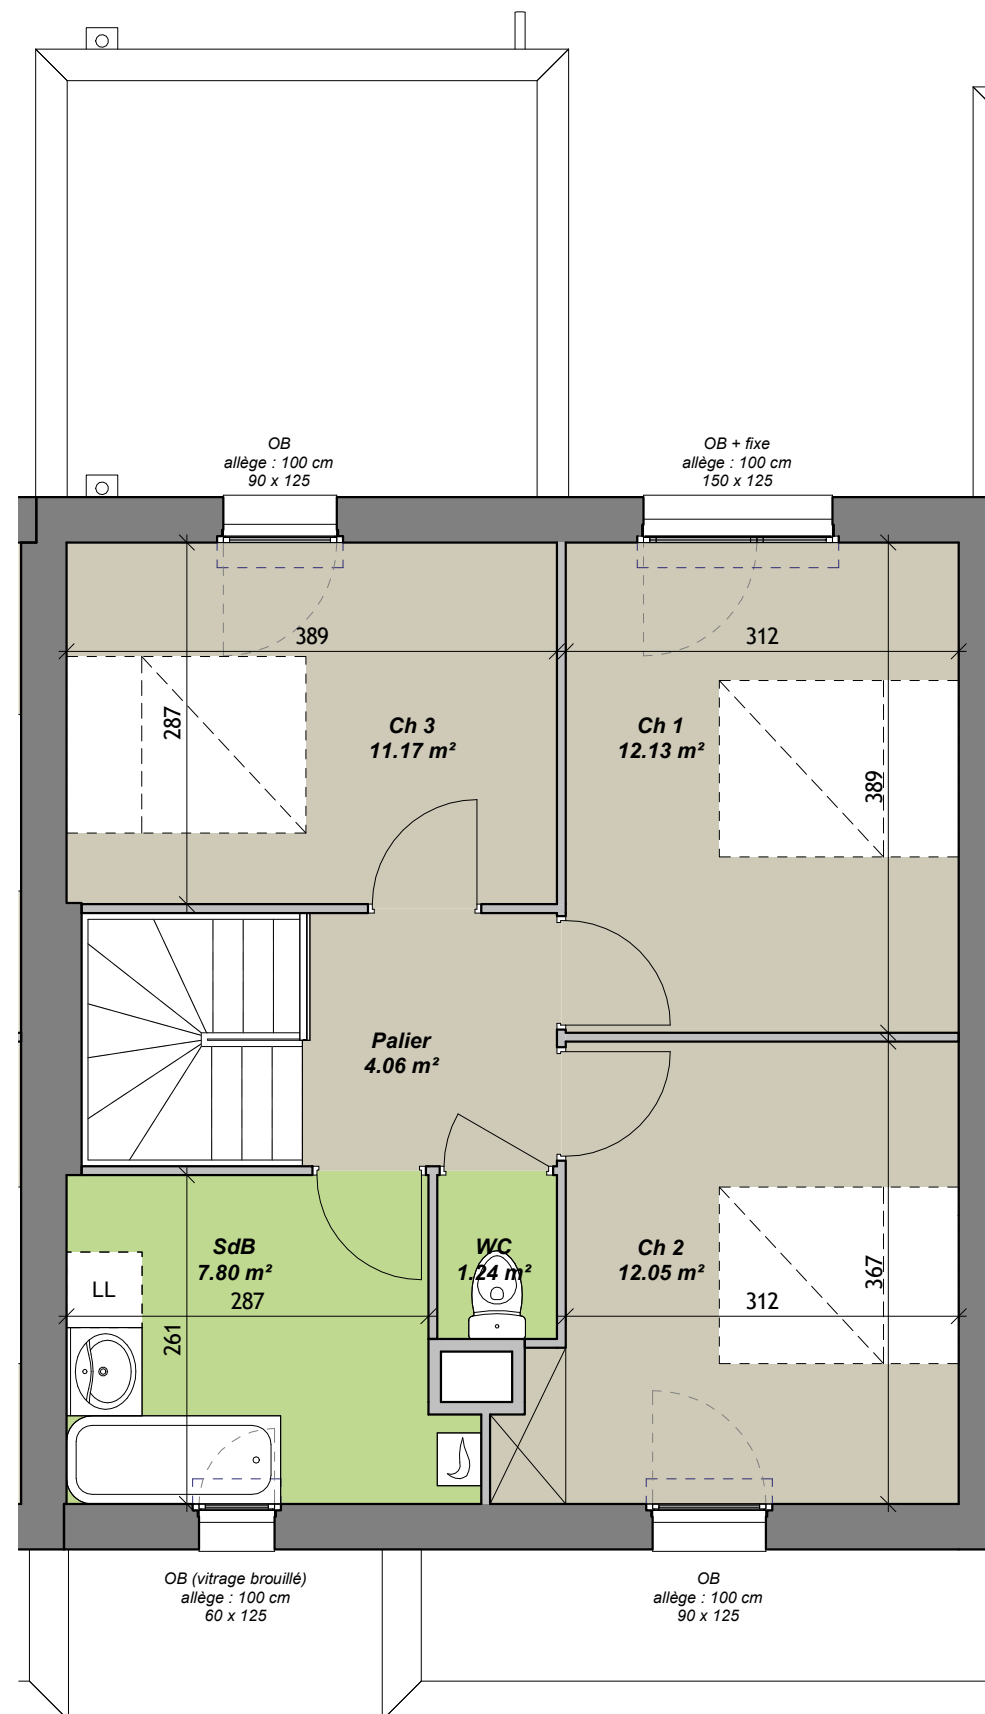 OB
allège : 100 cm
90 x 125
OB + fixe
allège : 100 cm
150 x 125
389
312
287
Ch 3
11.17 m²
Ch 1
12.13 m²
389
Palier
4.06 m²
SdB
7.80 m²
WC
1.24 m²
Ch 2
12.05 m²
367
LL
287
312
261
OB (vitrage brouillé)
allège : 100 cm
60 x 125
OB
allège : 100 cm
90 x 125